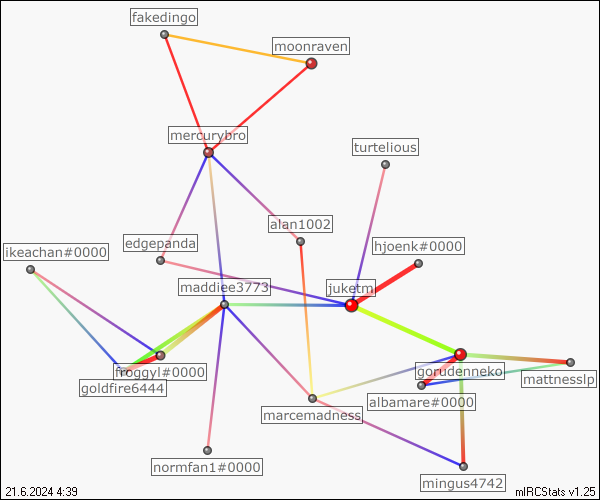 fakedingo
moonraven
mercurybro
turtelious
alan1002
edgepanda
hjoenk#0000
ikeachan#0000
maddiee3773
juketm
froggyl#0000
gorudenneko
mattnesslp
goldfire6444
albamare#0000
marcemadness
normfan1#0000
mingus4742
21.6.2024 4:39
mIRCStats v1.25